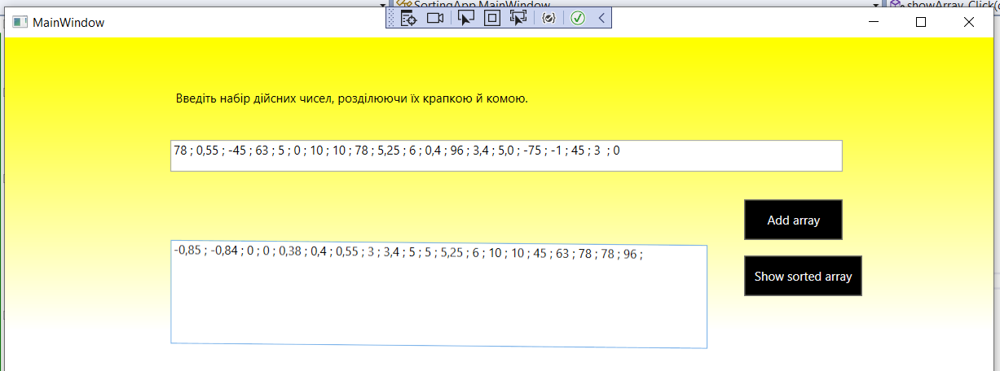 SortingApp.MainWindow
showArray_Click(
MainWindow
Введіть набір дійсних чисел, розділюючи їх крапкою й комою.
78 ; 0,55 ; -45 ; 63 ; 5 ; 0 ; 10 ; 10 ; 78 ; 5,25 ; 6 ; 0,4 ; 96 ; 3,4 ; 5,0 ; -75 ; -1 ; 45 ; 3  ; 0
Add array
-0,85 ; -0,84 ; 0 ; 0 ; 0,38 ; 0,4 ; 0,55 ; 3 ; 3,4 ; 5 ; 5 ; 5,25 ; 6 ; 10 ; 10 ; 45 ; 63 ; 78 ; 78 ; 96 ;
Show sorted array